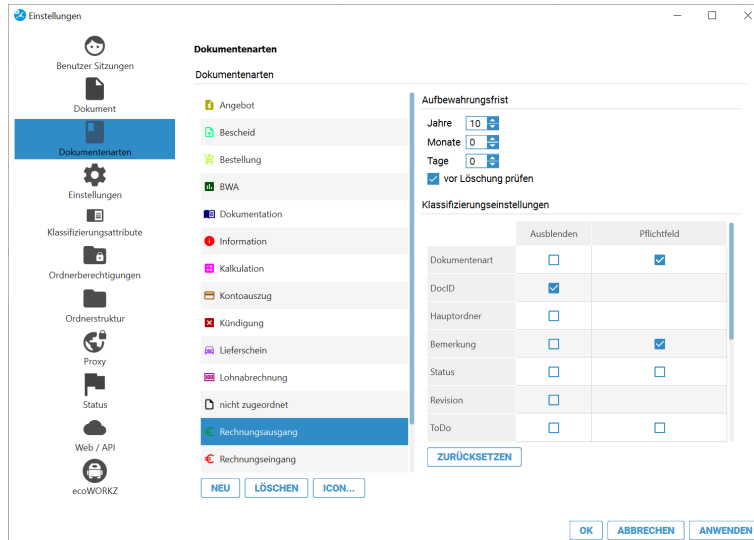 Einstellungen
Benutzer Sitzungen
Dokument
Dokumentenarten
Einstellungen
Klassifizierungsattribute
Ordnerberechtigungen
Ordnerstruktur
Proxy
Status
Web / API
ecoWORKZ
Dokumentenarten
Dokumentenarten
Angebot
Bescheid
Bestellung
BWA
Dokumentation
Information
Kalkulation
Kontoauszug
Kündigung
Lieferschein
Lohnabrechnung
nicht zugeordnet
Rechnungsausgang
Rechnungseingang
NEU LÖSCHEN ICON...
Aufbewahrungsfrist
Jahre 10
Monate 0
Tage 0
vor Löschung prüfen
Klassifizierungseinstellungen
Ausblenden Pflichtfeld
Dokumentenart
DocID
Hauptordner
Bemerkung
Status
Revision
ToDo
ZURÜCKSETZEN
OK ABBRECHEN ANWENDEN